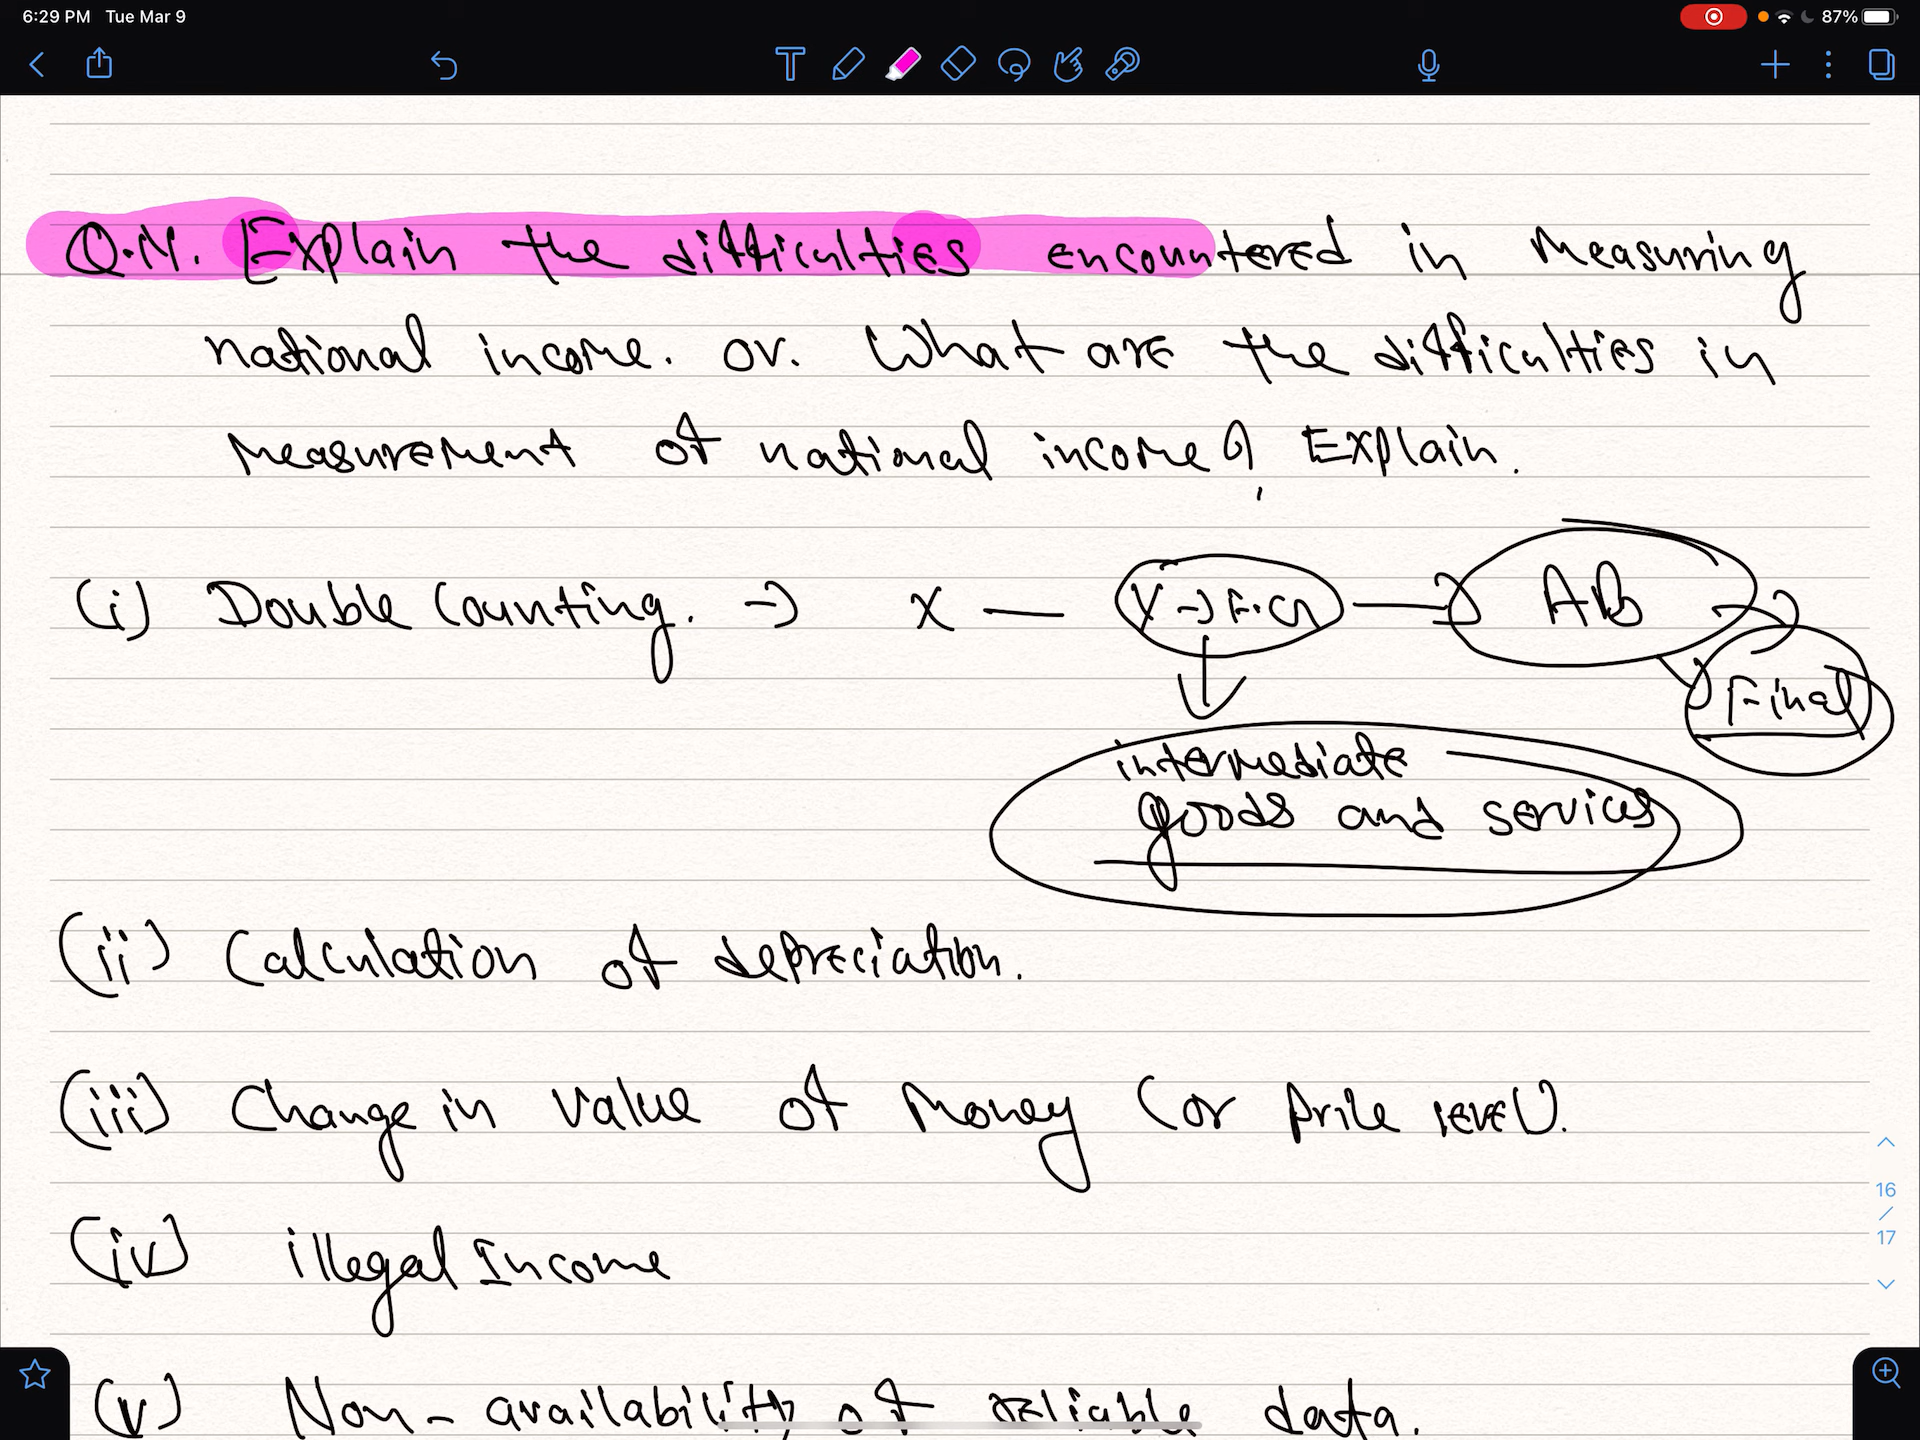 6:29 PM Tue Mar 9
87%
Explain the difficulties encountered in Measuring
national income. or. What are the difficulties in
Measurement of national income? Explain.
(i) Double Counting. → X — Y → → AB
Final
intermediate
goods and services
(ii) Calculation of depreciation.
(iii) Change in value of Money (or Price level).
(iv) illegal Income
(v) Non-availability of reliable data.
16
/
17